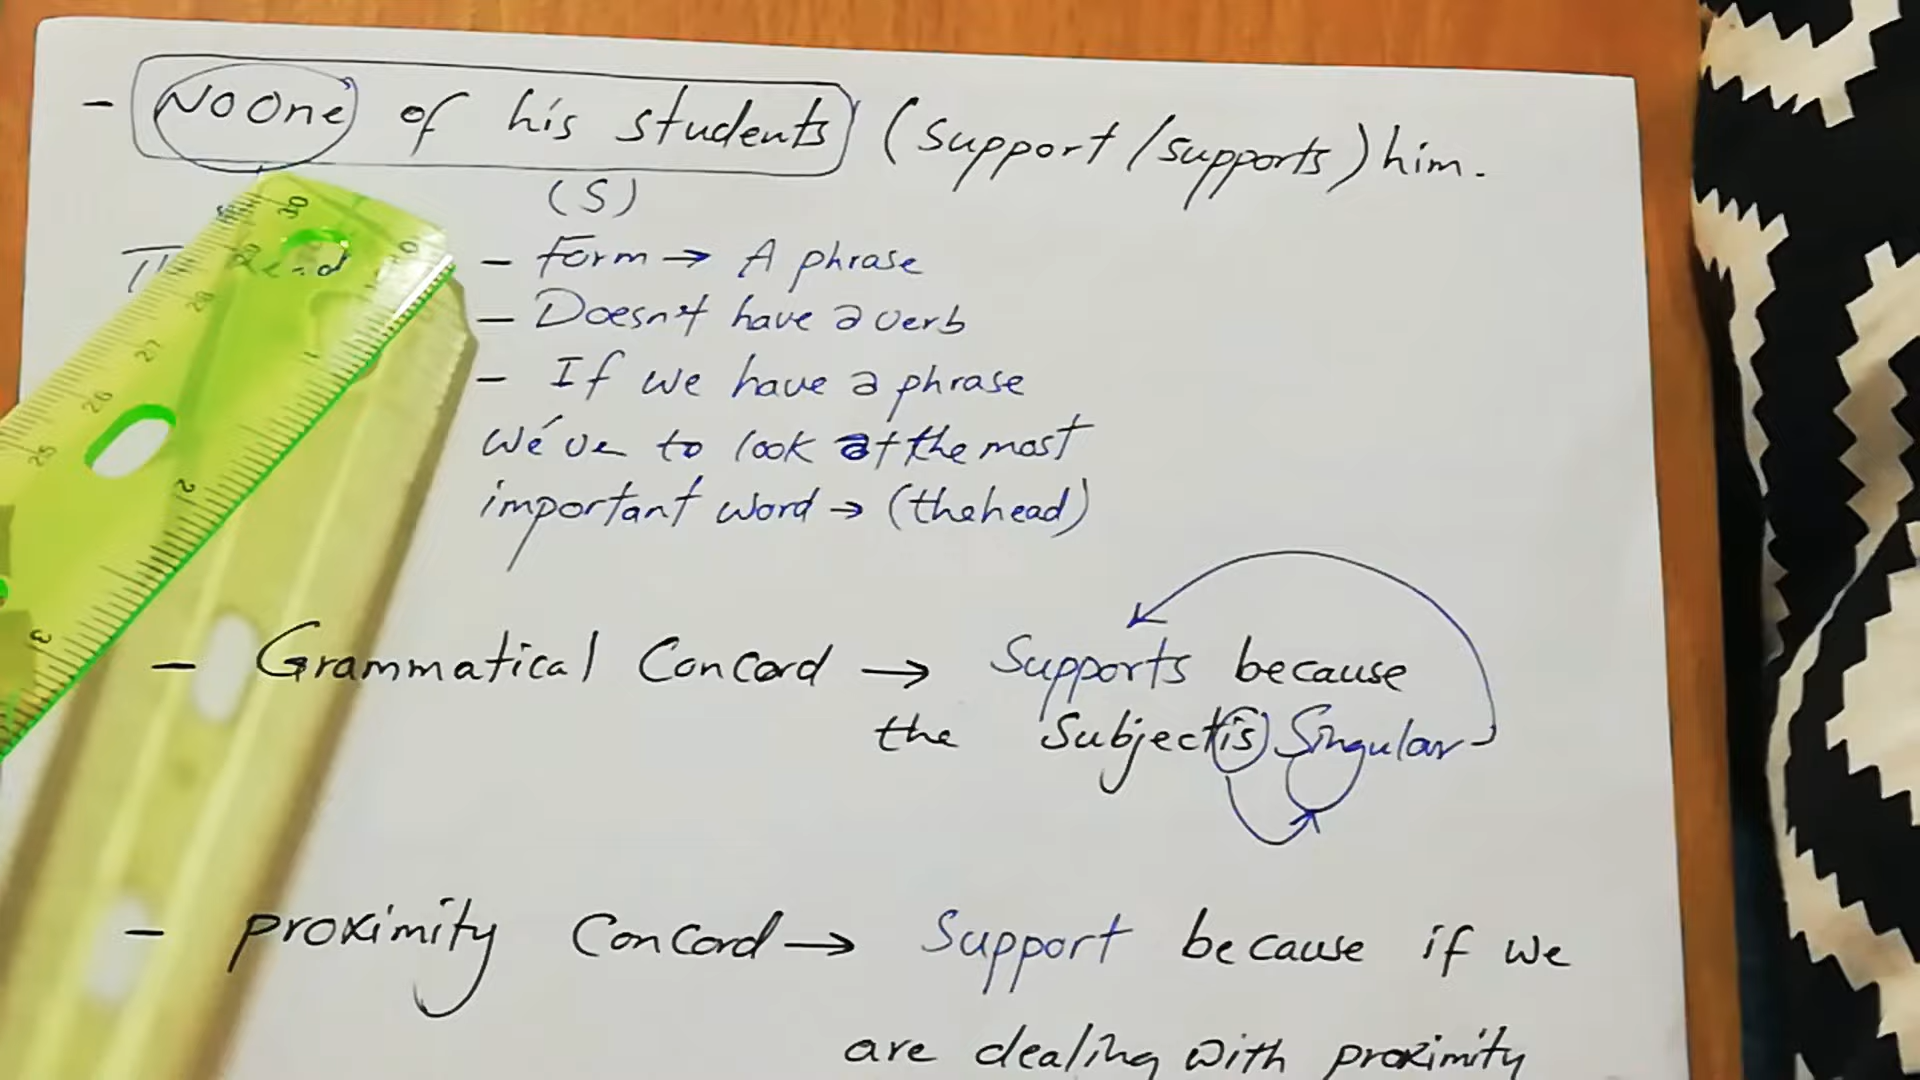 - No One of his students (support/supports) him.
(S)
- Form → A phrase
- Doesn't have a verb
- If we have a phrase
we've to look at the most
important word → (the head)
- Grammatical Concord → Supports because
the Subject is Singular
- proximity Concord → Support because if we
are dealing with proximity